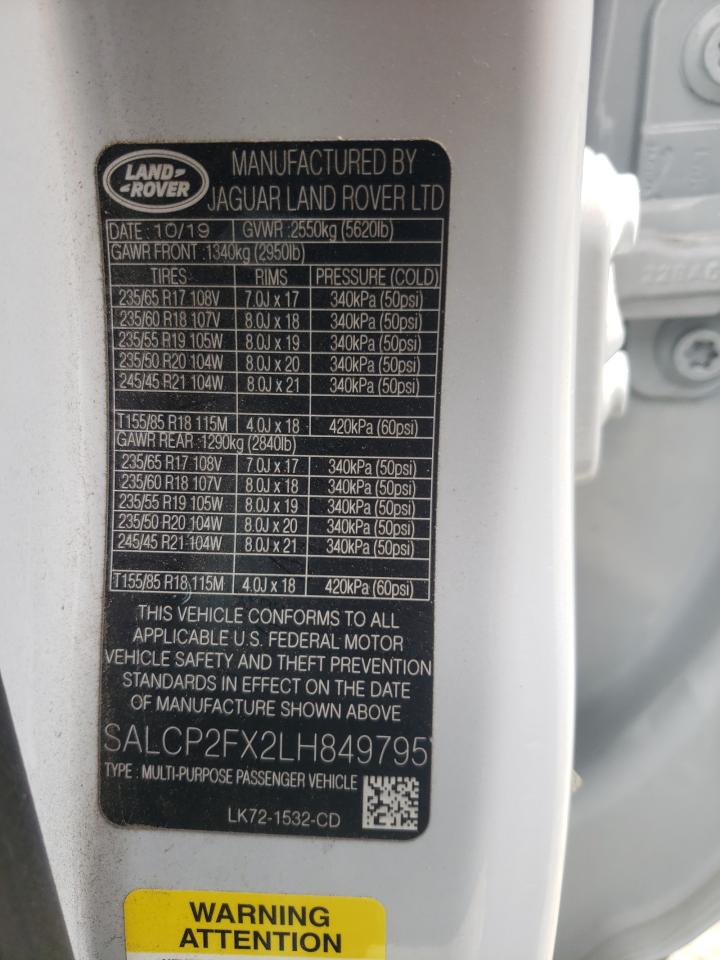 LAND-
-ROVER
MANUFACTURED BY
JAGUAR LAND ROVER LTD
DATE : 10/19 GVWR :2550kg (5620lb)
GAWR FRONT :1340kg (2950lb)
TIRES RIMS PRESSURE (COLD)
235/65 R17 108V 7.0J x 17 340kPa (50psi)
235/60 R18 107V 8.0J x 18 340kPa (50psi)
235/55 R19 105W 8.0J x 19 340kPa (50psi)
235/50 R20 104W 8.0J x 20 340kPa (50psi)
245/45 R21 104W 8.0J x 21 340kPa (50psi)
T155/85 R18 115M 4.0J x 18 420kPa (60psi)
GAWR REAR :1290kg (2840lb)
235/65 R17 108V 7.0J x 17 340kPa (50psi)
235/60 R18 107V 8.0J x 18 340kPa (50psi)
235/55 R19 105W 8.0J x 19 340kPa (50psi)
235/50 R20 104W 8.0J x 20 340kPa (50psi)
245/45 R21 104W 8.0J x 21 340kPa (50psi)
T155/85 R18 115M 4.0J x 18 420kPa (60psi)
THIS VEHICLE CONFORMS TO ALL
APPLICABLE U.S. FEDERAL MOTOR
VEHICLE SAFETY AND THEFT PREVENTION
STANDARDS IN EFFECT ON THE DATE
OF MANUFACTURE SHOWN ABOVE
SALCP2FX2LH849795
TYPE : MULTI-PURPOSE PASSENGER VEHICLE
LK72-1532-CD
WARNING
ATTENTION